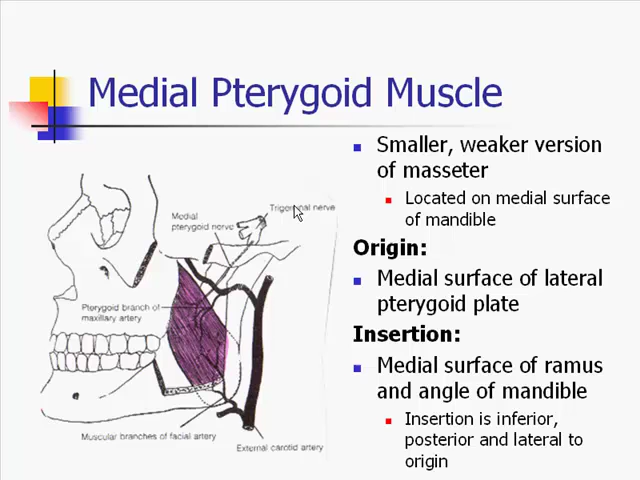 Medial Pterygoid Muscle
Smaller, weaker version
of masseter
Located on medial surface
of mandible
Origin:
Medial surface of lateral
pterygoid plate
Insertion:
Medial surface of ramus
and angle of mandible
Insertion is inferior,
posterior and lateral to
origin
Trigeminal nerve
Medial
pterygoid nerve
Pterygoid branch of
maxillary artery
Muscular branches of facial artery
External carotid artery